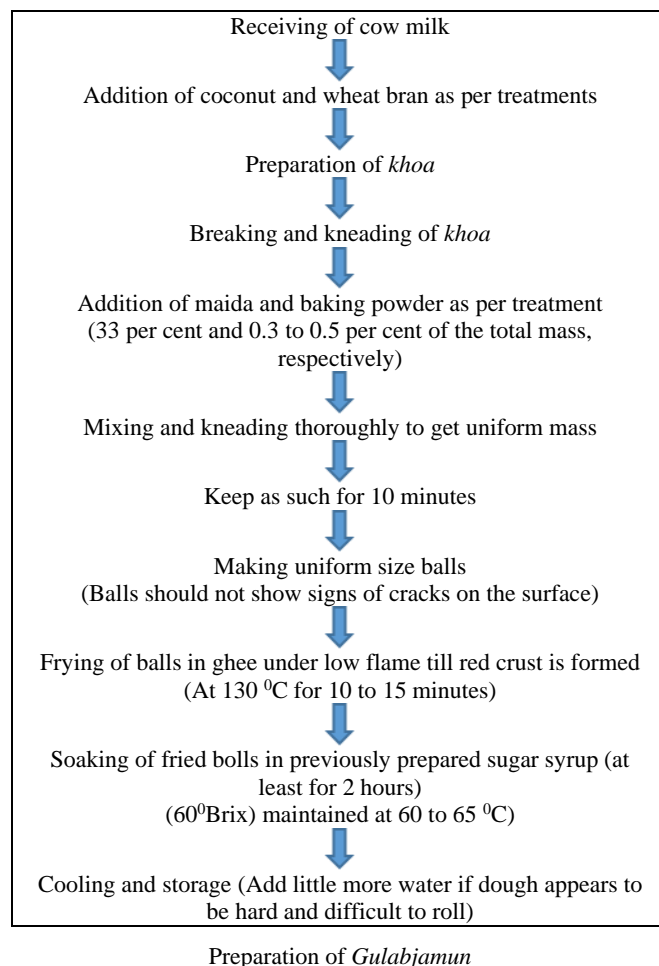 Receiving of cow milk
Addition of coconut and wheat bran as per treatments
Preparation of khoa
Breaking and kneading of khoa
Addition of maida and baking powder as per treatment
(33 per cent and 0.3 to 0.5 per cent of the total mass,
respectively)
Mixing and kneading thoroughly to get uniform mass
Keep as such for 10 minutes
Making uniform size balls
(Balls should not show signs of cracks on the surface)
Frying of balls in ghee under low flame till red crust is formed
(At 130 ⁰C for 10 to 15 minutes)
Soaking of fried bolls in previously prepared sugar syrup (at
least for 2 hours)
(60⁰Brix) maintained at 60 to 65 ⁰C)
Cooling and storage (Add little more water if dough appears to
be hard and difficult to roll)
Preparation of Gulabjamun